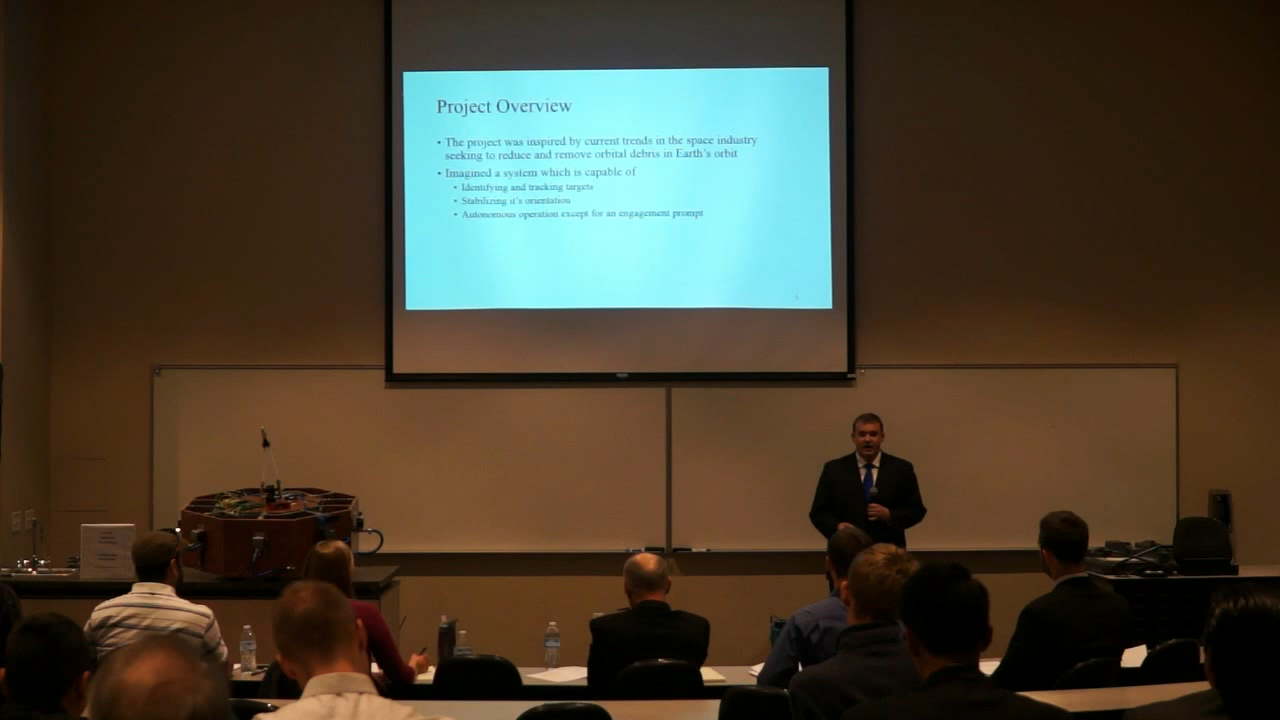 Project Overview
• The project was inspired by current trends in the space industry
seeking to reduce and remove orbital debris in Earth's orbit
• Imagined a system which is capable of
• Identifying and tracking targets
• Stabilizing it's orientation
• Autonomous operation except for an engagement prompt